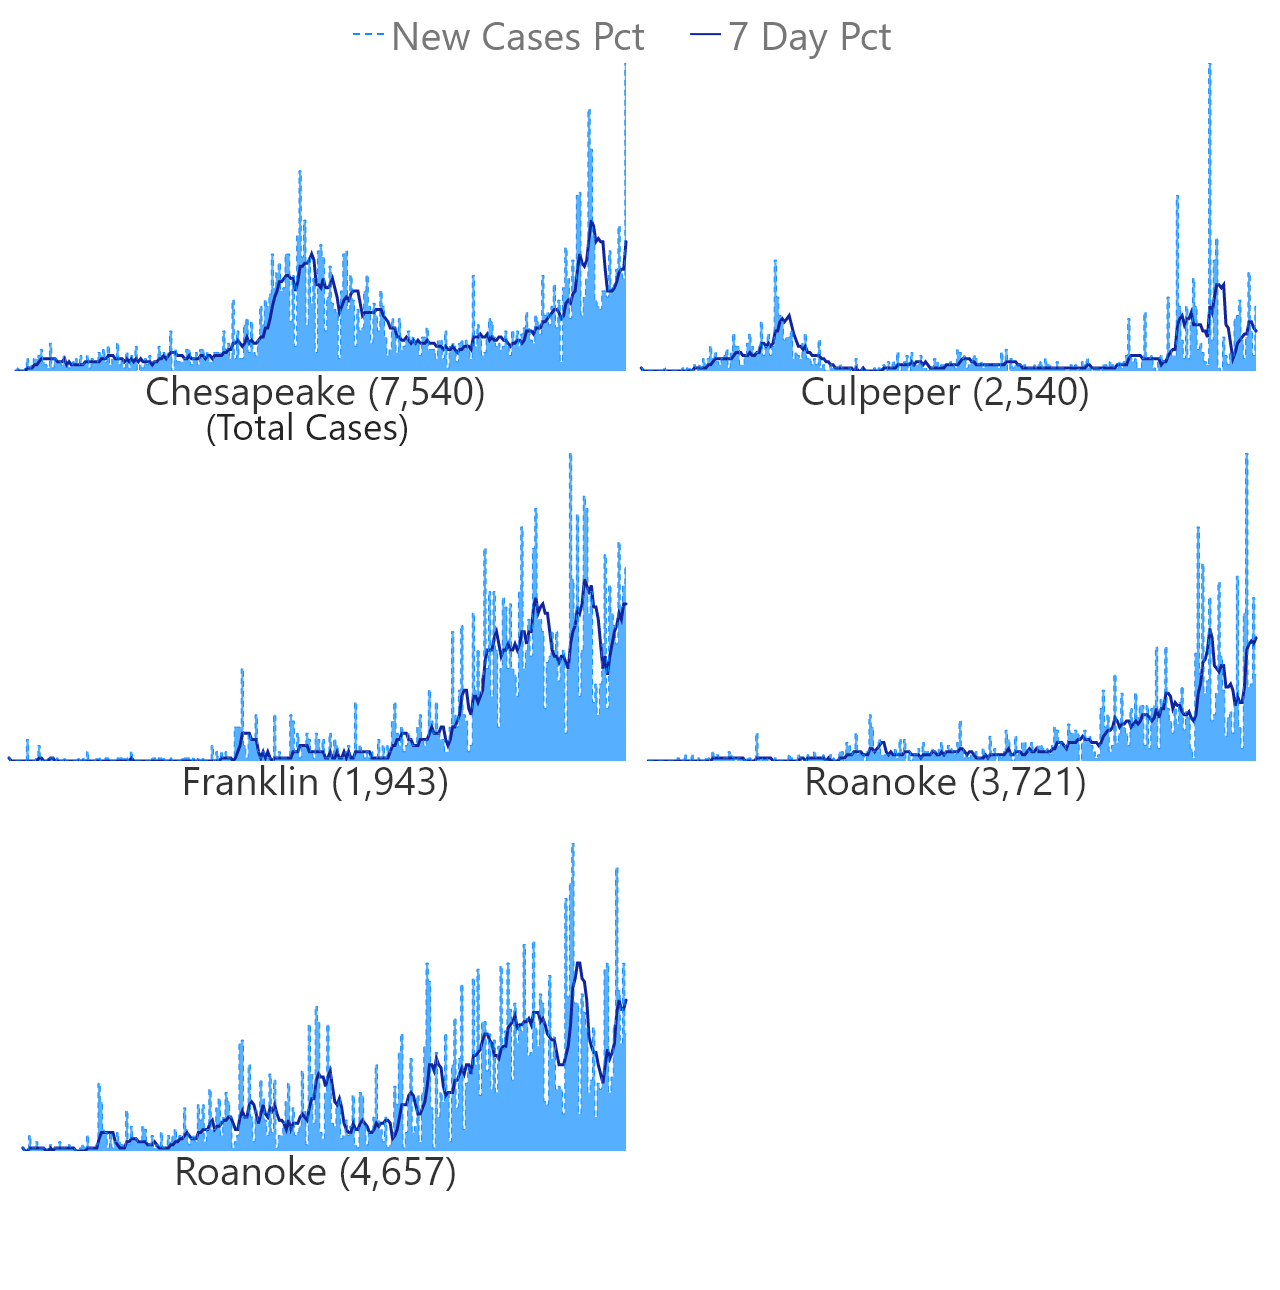 New Cases Pct 7 Day Pct
Chesapeake (7,540)
(Total Cases)
Culpeper (2,540)
Franklin (1,943)
Roanoke (3,721)
Roanoke (4,657)